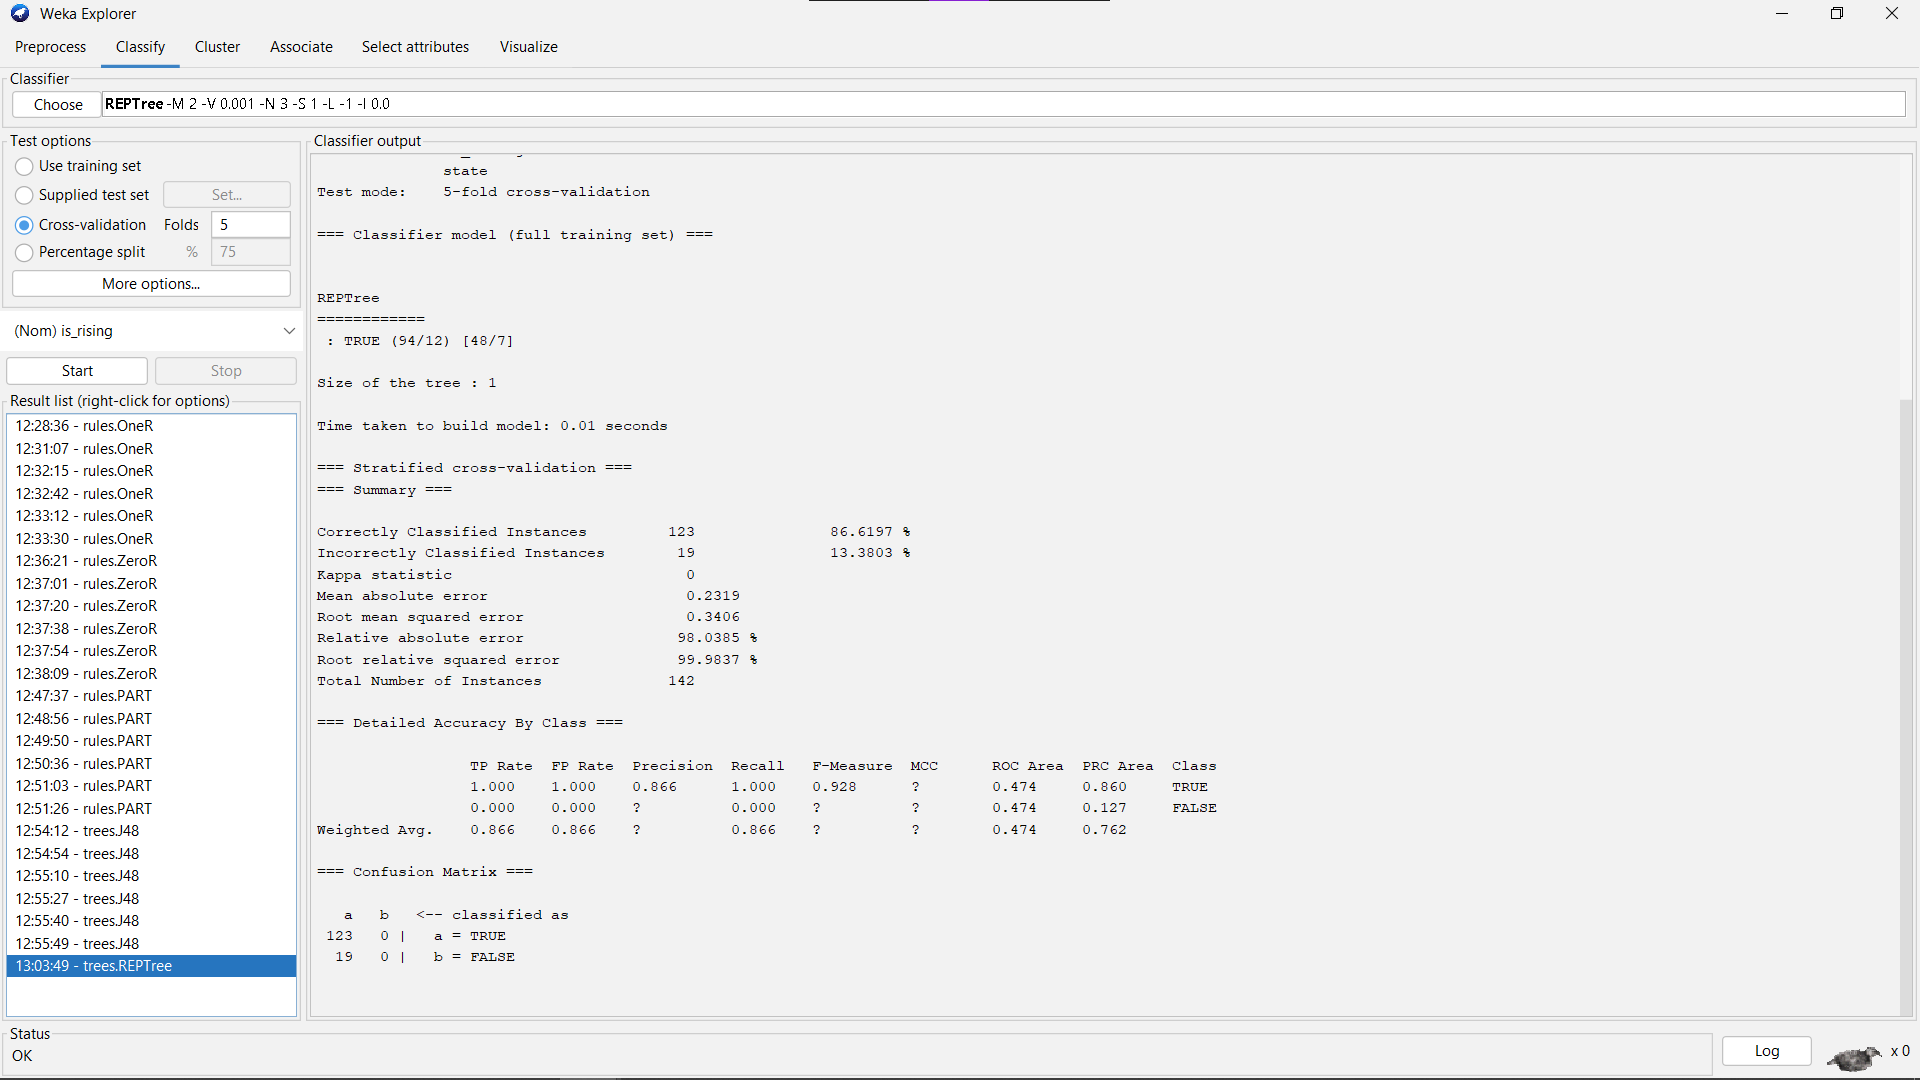 Weka Explorer
Preprocess Classify Cluster Associate Select attributes Visualize
Classifier
Choose REPTree -M 2 -V 0.001 -N 3 -S 1 -L -1 -I 0.0
Test options
Use training set
Supplied test set Set...
Cross-validation Folds 5
Percentage split % 75
More options...
(Nom) is_rising
Start Stop
Result list (right-click for options)
12:28:36 - rules.OneR
12:31:07 - rules.OneR
12:32:15 - rules.OneR
12:32:42 - rules.OneR
12:33:12 - rules.OneR
12:33:30 - rules.OneR
12:36:21 - rules.ZeroR
12:37:01 - rules.ZeroR
12:37:20 - rules.ZeroR
12:37:38 - rules.ZeroR
12:37:54 - rules.ZeroR
12:38:09 - rules.ZeroR
12:47:37 - rules.PART
12:48:56 - rules.PART
12:49:50 - rules.PART
12:50:36 - rules.PART
12:51:03 - rules.PART
12:51:26 - rules.PART
12:54:12 - trees.J48
12:54:54 - trees.J48
12:55:10 - trees.J48
12:55:27 - trees.J48
12:55:40 - trees.J48
12:55:49 - trees.J48
13:03:49 - trees.REPTree
Classifier output
state
Test mode: 5-fold cross-validation
=== Classifier model (full training set) ===
REPTree
============
: TRUE (94/12) [48/7]
Size of the tree : 1
Time taken to build model: 0.01 seconds
=== Stratified cross-validation ===
=== Summary ===
Correctly Classified Instances 123 86.6197 %
Incorrectly Classified Instances 19 13.3803 %
Kappa statistic 0
Mean absolute error 0.2319
Root mean squared error 0.3406
Relative absolute error 98.0385 %
Root relative squared error 99.9837 %
Total Number of Instances 142
=== Detailed Accuracy By Class ===
TP Rate FP Rate Precision Recall F-Measure MCC ROC Area PRC Area Class
1.000 1.000 0.866 1.000 0.928 ? 0.474 0.860 TRUE
0.000 0.000 ? 0.000 ? ? 0.474 0.127 FALSE
Weighted Avg. 0.866 0.866 ? 0.866 ? ? 0.474 0.762
=== Confusion Matrix ===
a b <-- classified as
123 0 | a = TRUE
19 0 | b = FALSE
Status
OK
Log x 0